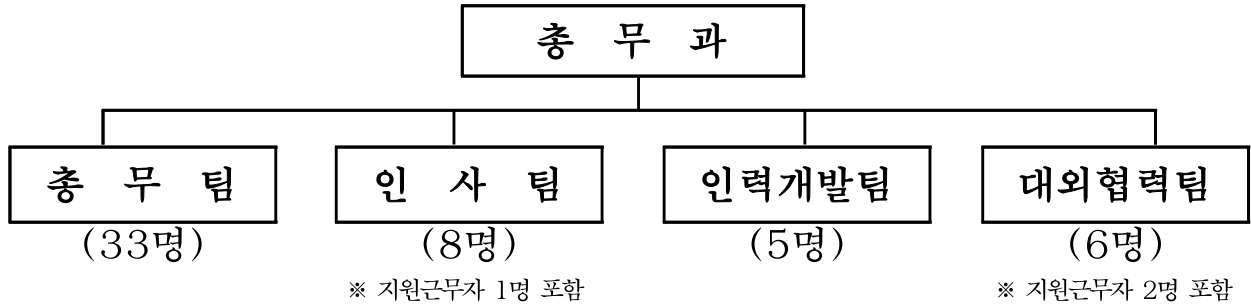 총 무 과
총 무 팀
(33명)
인 사 팀
(8명)
※ 지원근무자 1명 포함
인력개발팀
(5명)
대외협력팀
(6명)
※ 지원근무자 2명 포함